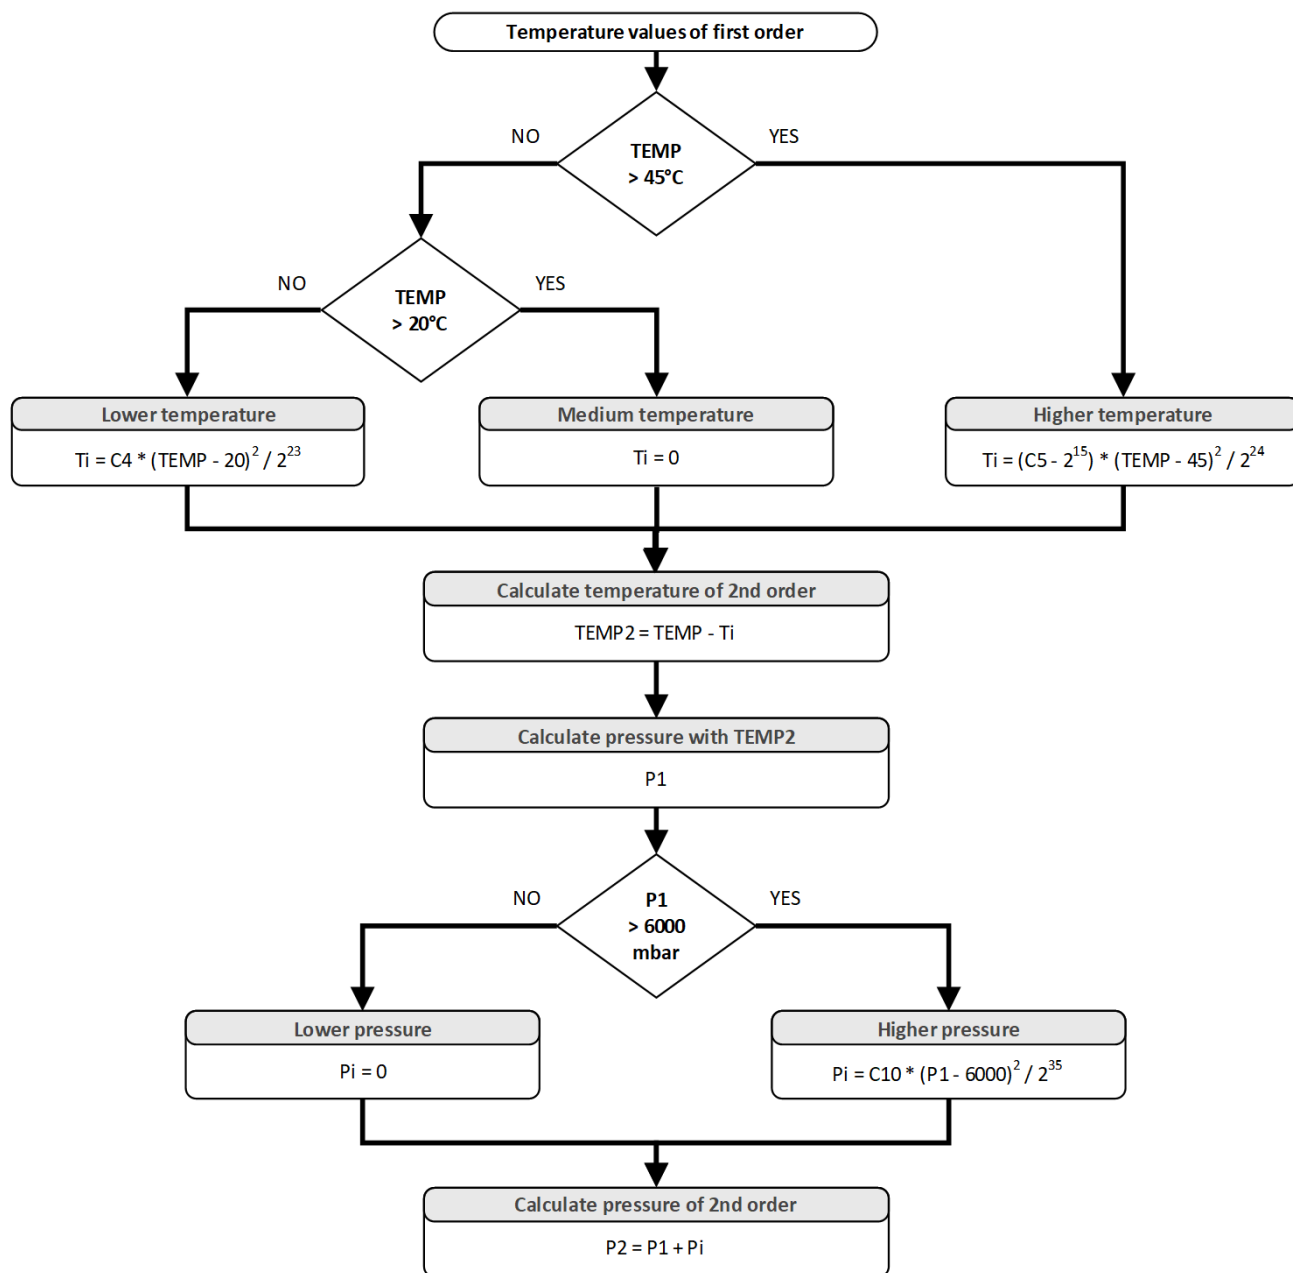 Temperature values of first order
NO
YES
TEMP
> 45°C
NO
YES
TEMP
> 20°C
Lower temperature
Ti = C4 * (TEMP - 20)² / 2²³
Medium temperature
Ti = 0
Higher temperature
Ti = (C5 - 2¹⁵) * (TEMP - 45)² / 2²⁴
Calculate temperature of 2nd order
TEMP2 = TEMP - Ti
Calculate pressure with TEMP2
P1
NO
YES
P1
> 6000
mbar
Lower pressure
Pi = 0
Higher pressure
Pi = C10 * (P1 - 6000)² / 2³⁵
Calculate pressure of 2nd order
P2 = P1 + Pi